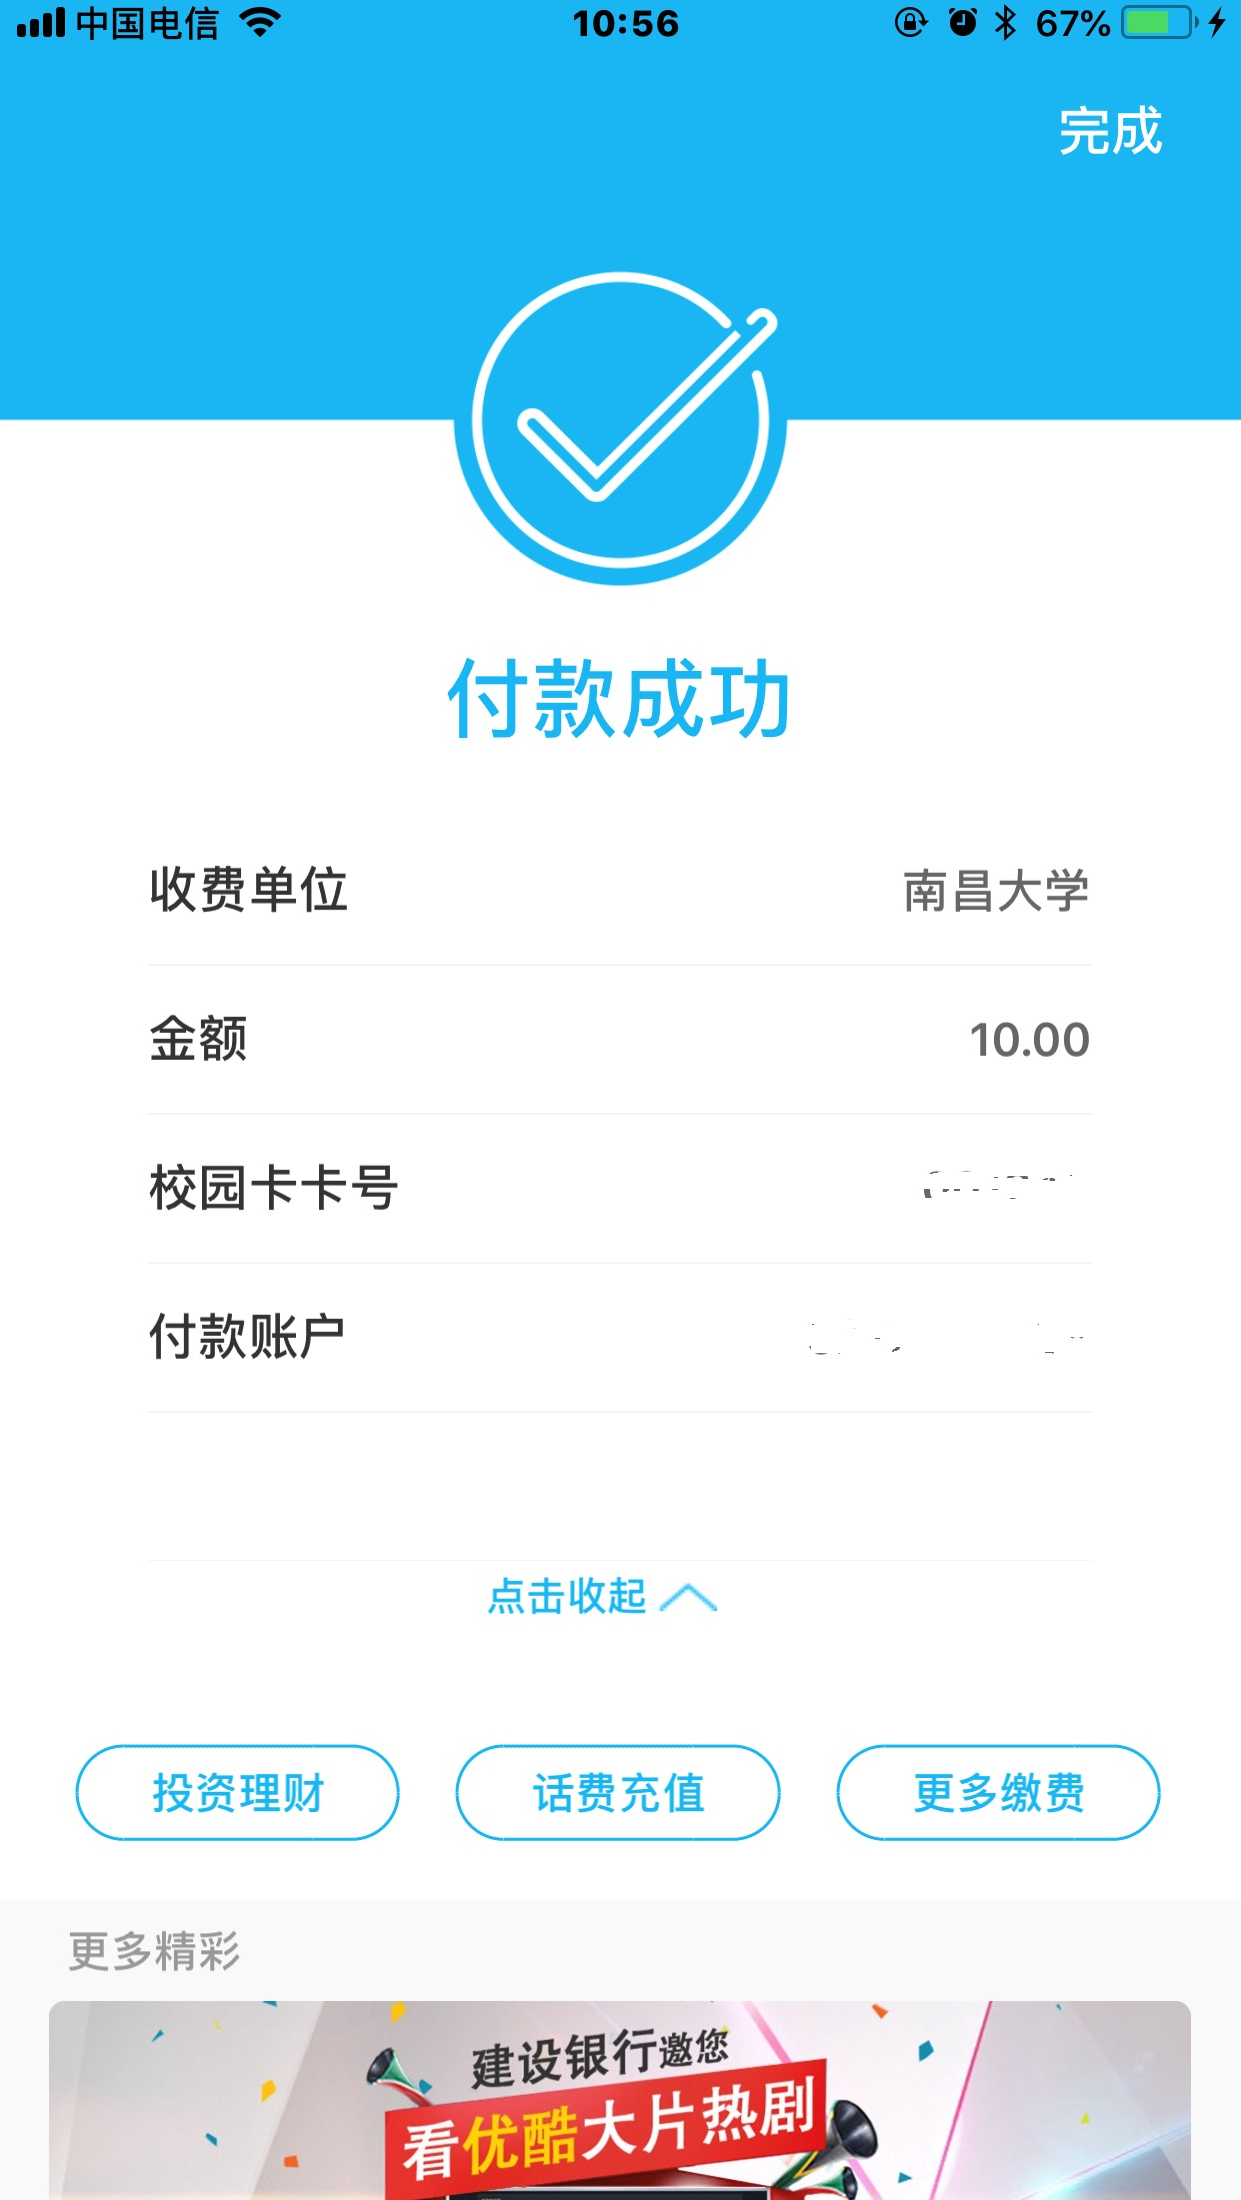 中国电信 10:56 67%
完成
付款成功
收费单位 南昌大学
金额 10.00
校园卡卡号
付款账户
点击收起
投资理财 话费充值 更多缴费
更多精彩
建设银行邀您
看优酷大片热剧